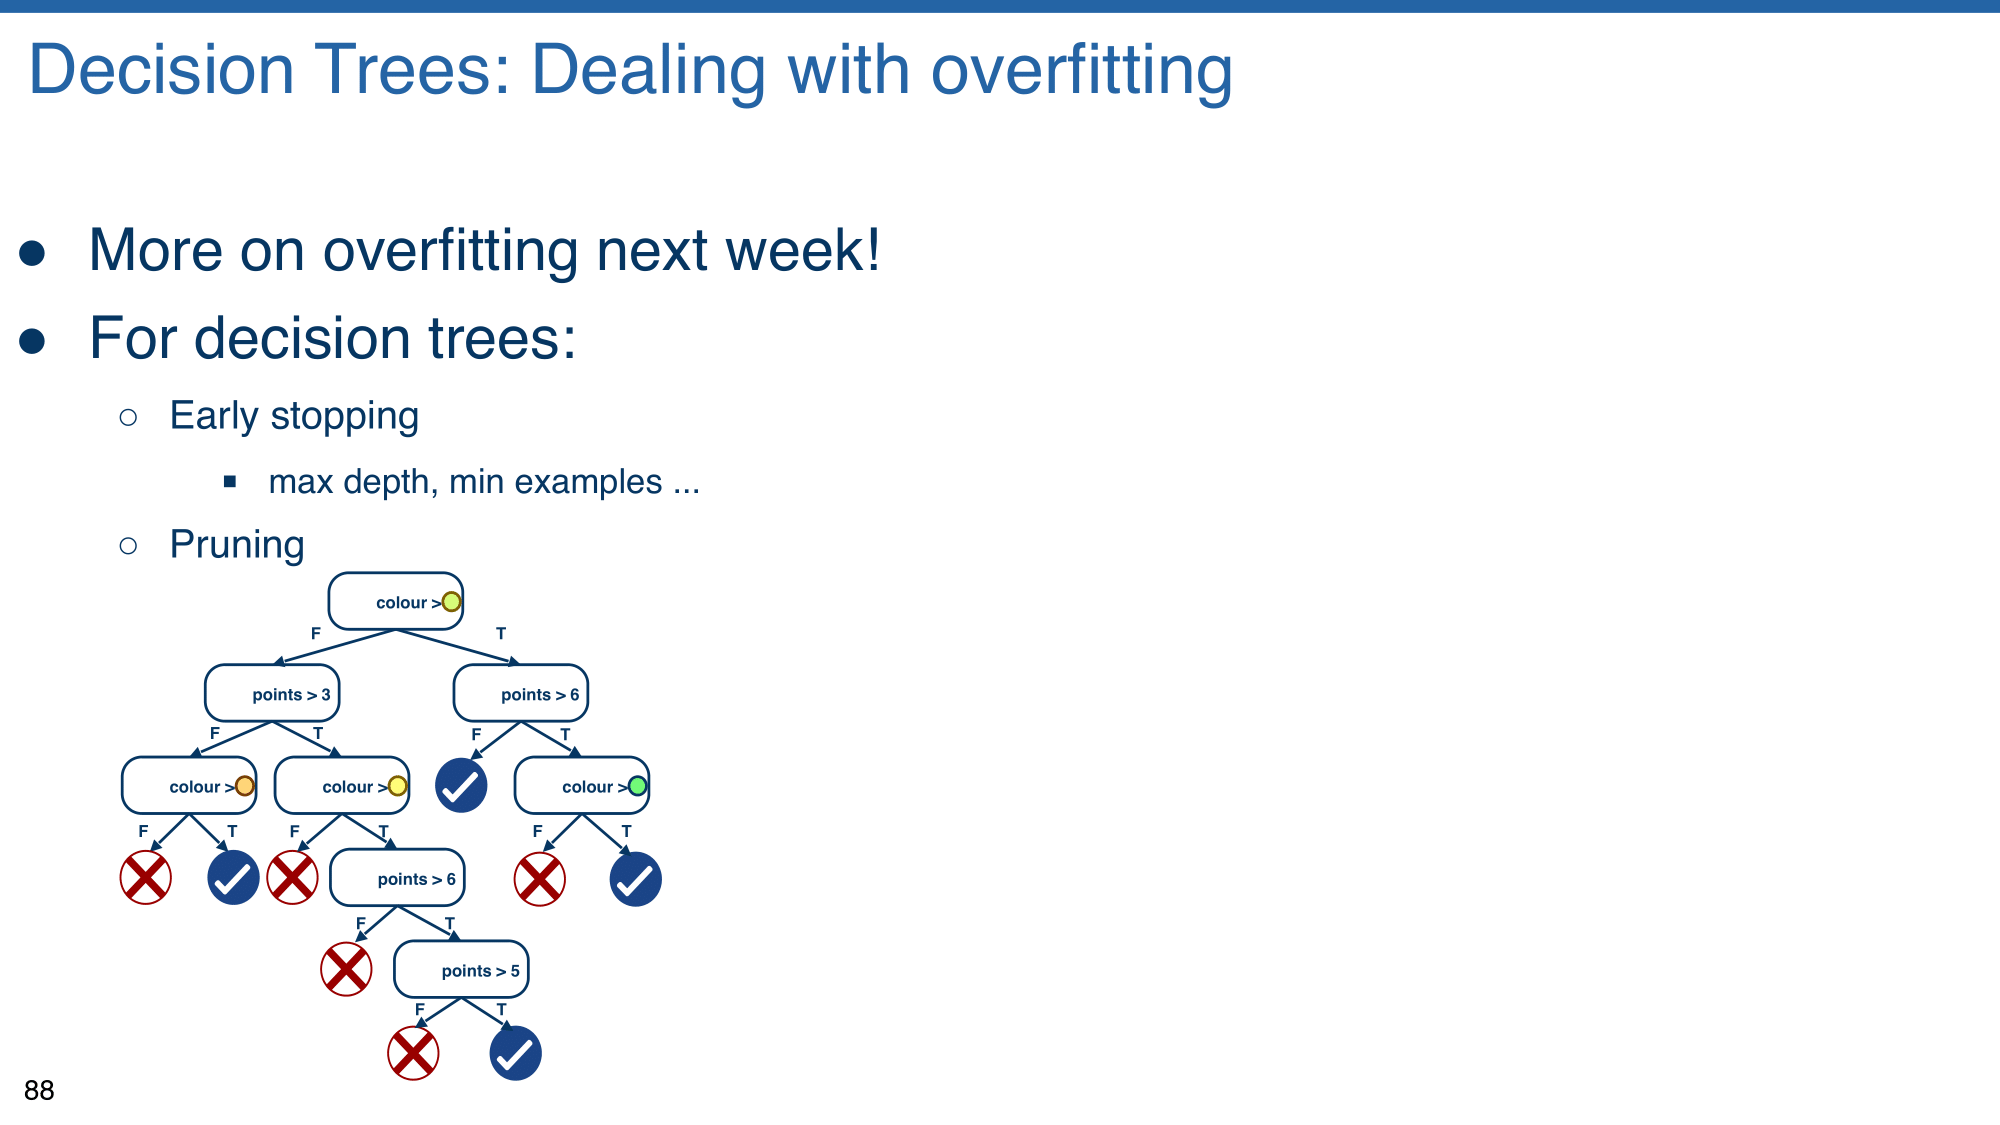 Decision Trees: Dealing with overfitting
● More on overfitting next week!
● For decision trees:
○ Early stopping
■ max depth, min examples ...
○ Pruning
colour >
F T
points > 3 points > 6
F T F T
colour > colour > colour >
F T F T F T
points > 6
F T
points > 5
F T
88